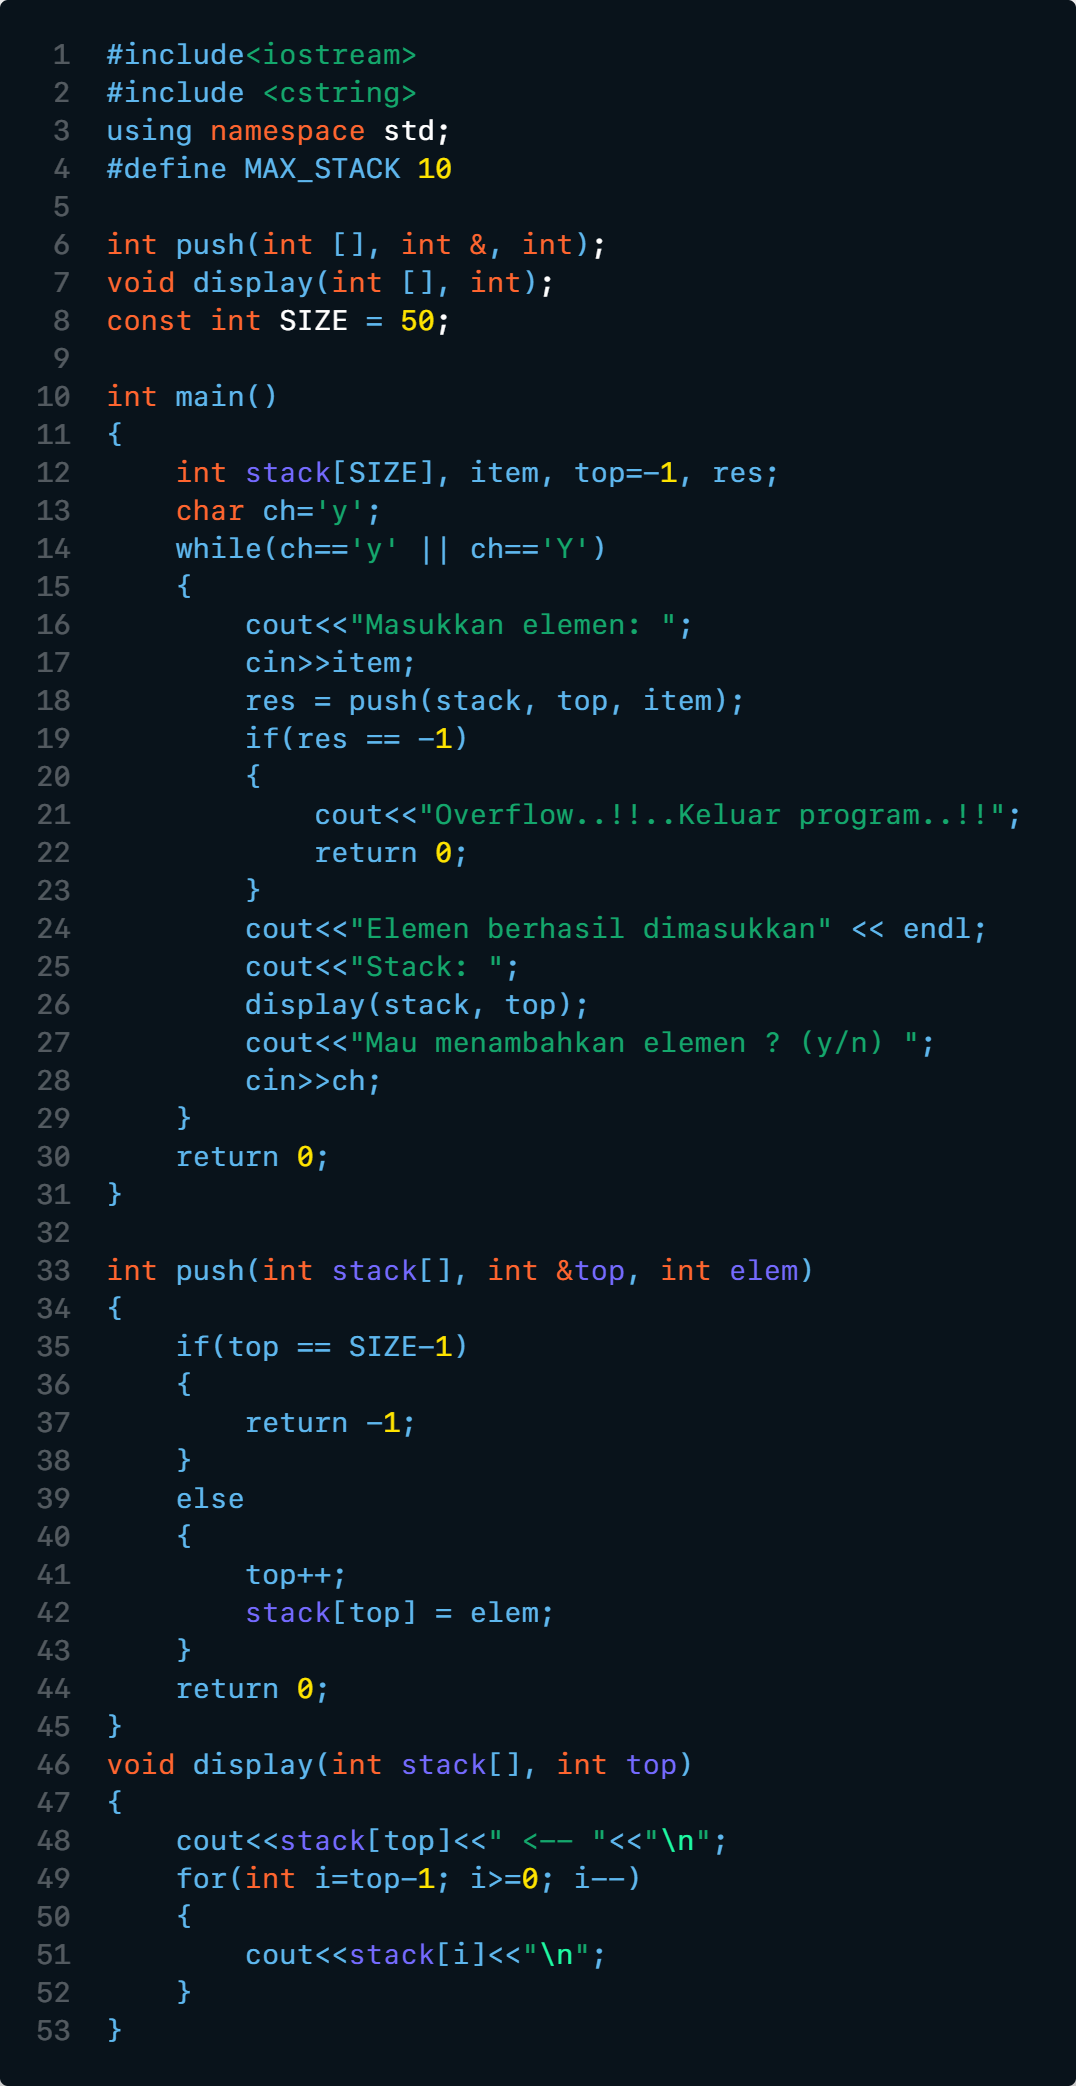 1 #include<iostream>
2 #include <cstring>
3 using namespace std;
4 #define MAX_STACK 10
5
6 int push(int [], int &, int);
7 void display(int [], int);
8 const int SIZE = 50;
9
10 int main()
11 {
12     int stack[SIZE], item, top=-1, res;
13     char ch='y';
14     while(ch=='y' || ch=='Y')
15     {
16         cout<<"Masukkan elemen: ";
17         cin>>item;
18         res = push(stack, top, item);
19         if(res == -1)
20         {
21             cout<<"Overflow..!!..Keluar program..!!";
22             return 0;
23         }
24         cout<<"Elemen berhasil dimasukkan" << endl;
25         cout<<"Stack: ";
26         display(stack, top);
27         cout<<"Mau menambahkan elemen ? (y/n) ";
28         cin>>ch;
29     }
30     return 0;
31 }
32
33 int push(int stack[], int &top, int elem)
34 {
35     if(top == SIZE-1)
36     {
37         return -1;
38     }
39     else
40     {
41         top++;
42         stack[top] = elem;
43     }
44     return 0;
45 }
46 void display(int stack[], int top)
47 {
48     cout<<stack[top]<<" <-- "<<"\n";
49     for(int i=top-1; i>=0; i--)
50     {
51         cout<<stack[i]<<"\n";
52     }
53 }